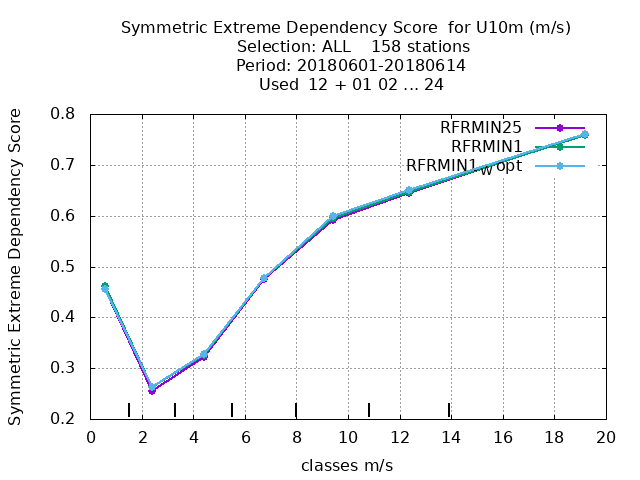 Symmetric Extreme Dependency Score  for U10m (m/s)
Selection: ALL    158 stations
Period: 20180601-20180614
Used  12 + 01 02 ... 24
Symmetric Extreme Dependency Score
0.8
0.7
0.6
0.5
0.4
0.3
0.2
RFRMIN25
RFRMIN1
RFRMIN1wopt
0 2 4 6 8 10 12 14 16 18 20
classes m/s